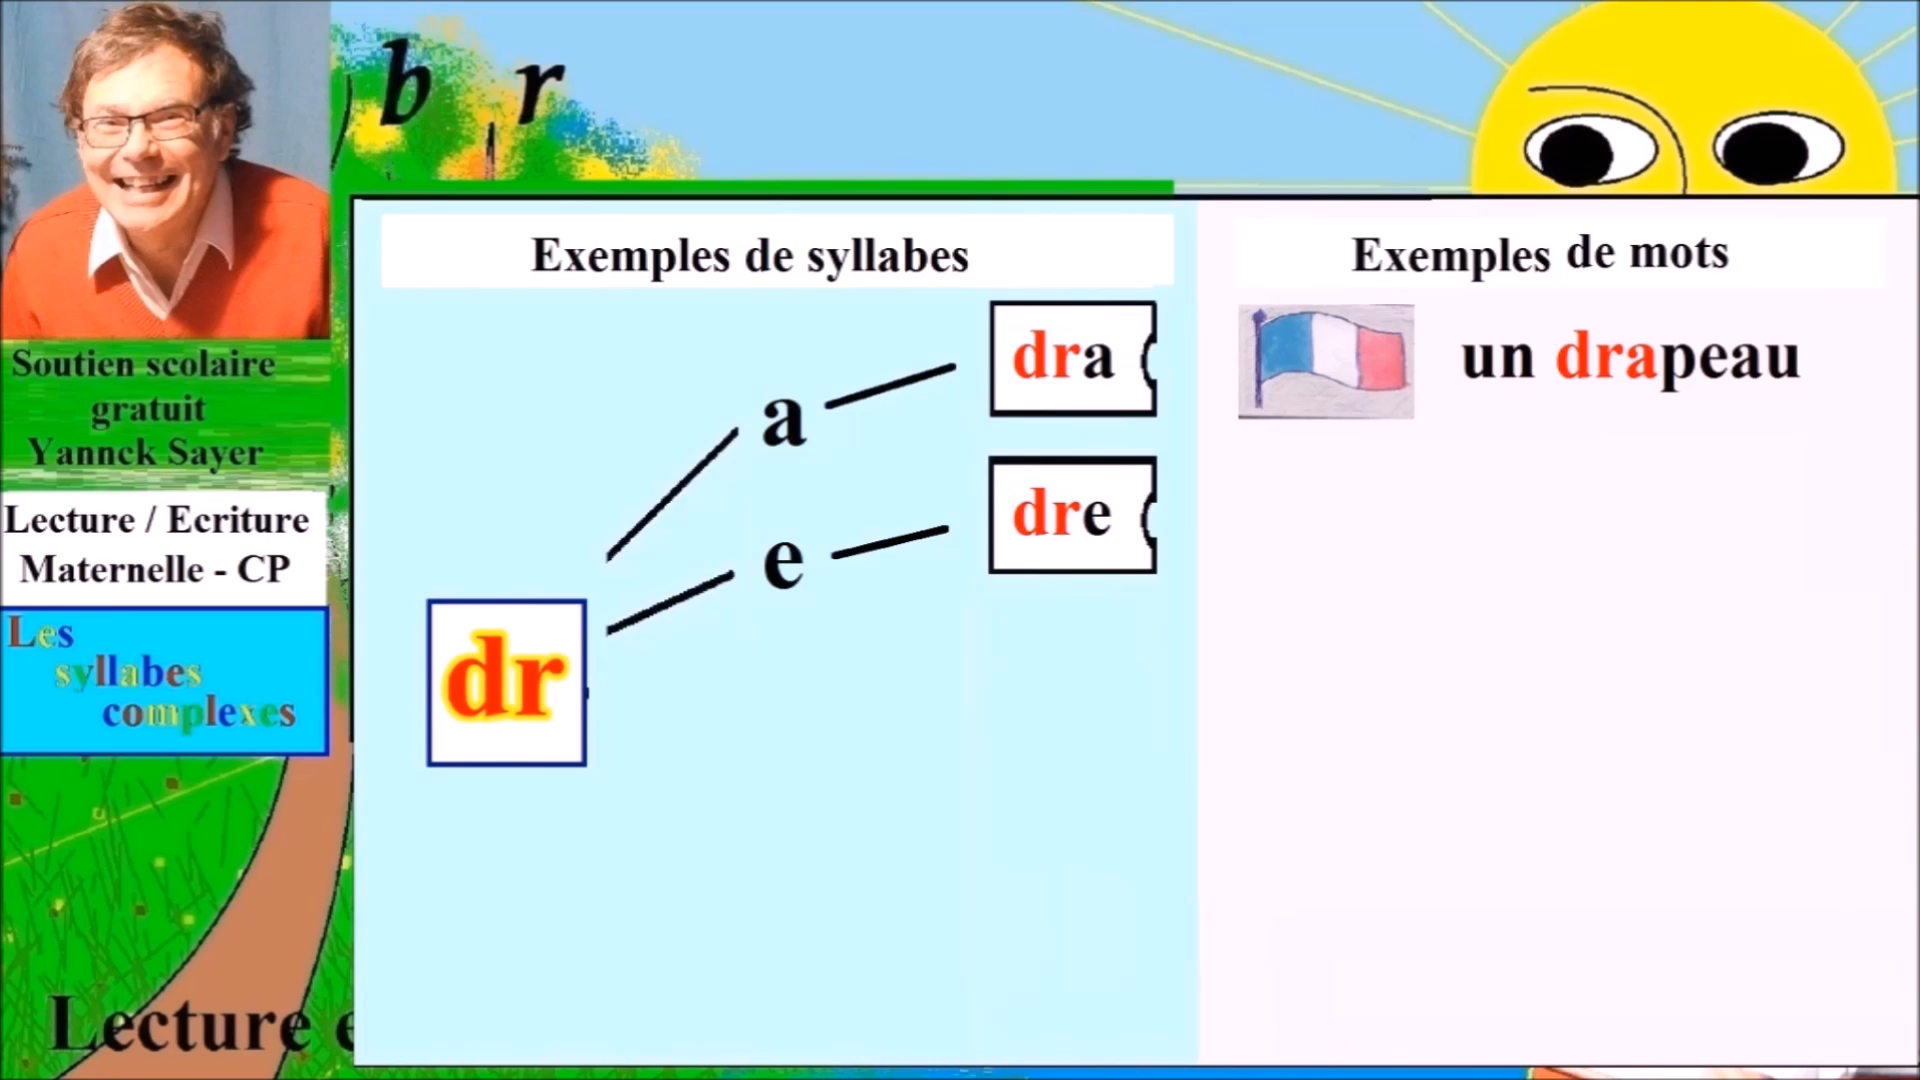 b r
Soutien scolaire
gratuit
Yannck Sayer
Lecture / Ecriture
Maternelle - CP
Les
syllabes
complexes
Lecture e
Exemples de syllabes
a
dra
e
dre
dr
Exemples de mots
un drapeau